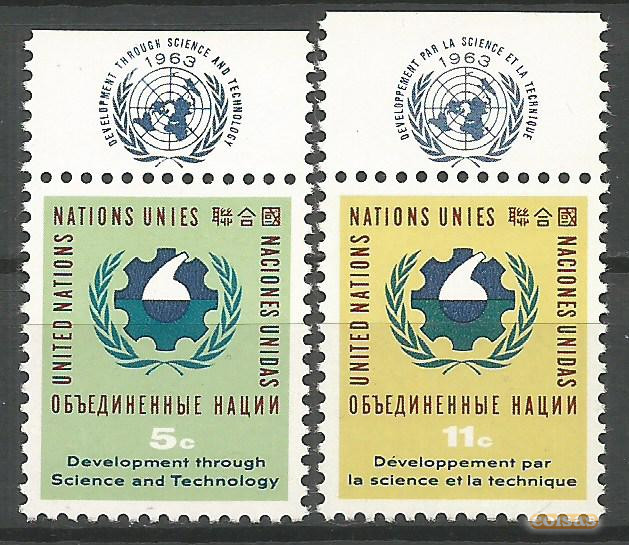 DEVELOPMENT THROUGH SCIENCE AND TECHNOLOGY
1963
NATIONS UNIES 聯合國
UNITED NATIONS
NACIONES UNIDAS
ОБЪЕДИНЕННЫЕ НАЦИИ
5c
Development through
Science and Technology
DÉVELOPPEMENT PAR LA SCIENCE ET LA TECHNIQUE
1963
NATIONS UNIES 聯合國
UNITED NATIONS
NACIONES UNIDAS
ОБЪЕДИНЕННЫЕ НАЦИИ
11c
Développement par
la science et la technique